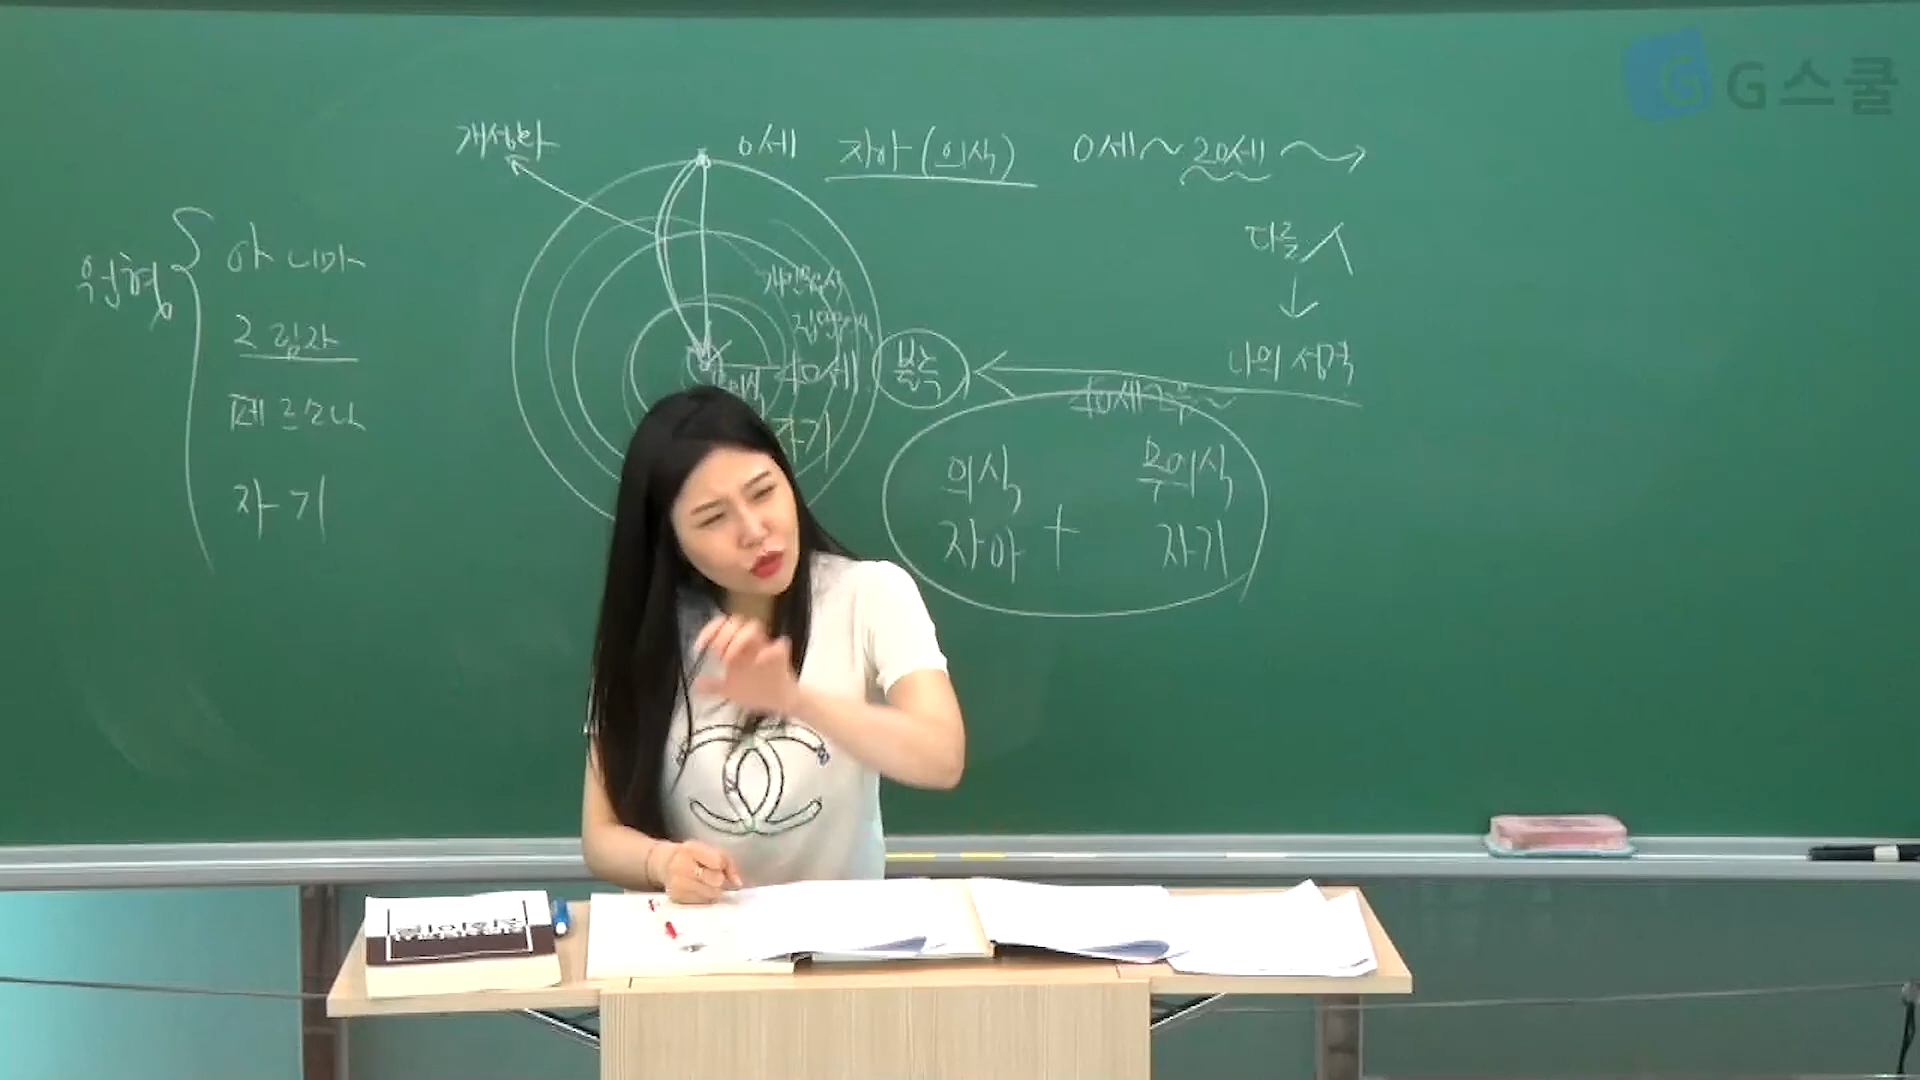 G스쿨
개성화
0세 자아(의식) 0세~20세
원형
아니마
그림자
페르소나
자기
개인무의식
집단무의식
40세
자기
다른人
↓
나의 성격
40세 이후~
의식 무의식
자아 + 자기